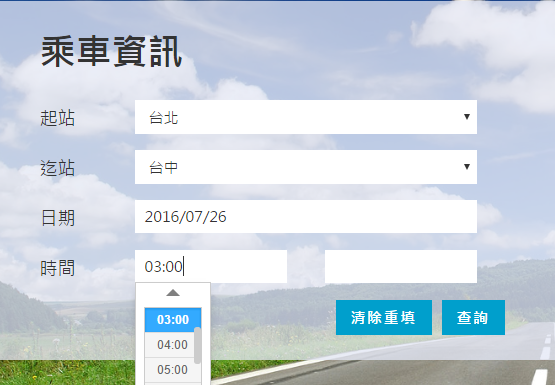 乘車資訊
起站 台北
迄站 台中
日期 2016/07/26
時間 03:00
03:00
04:00
05:00
清除重填 查詢